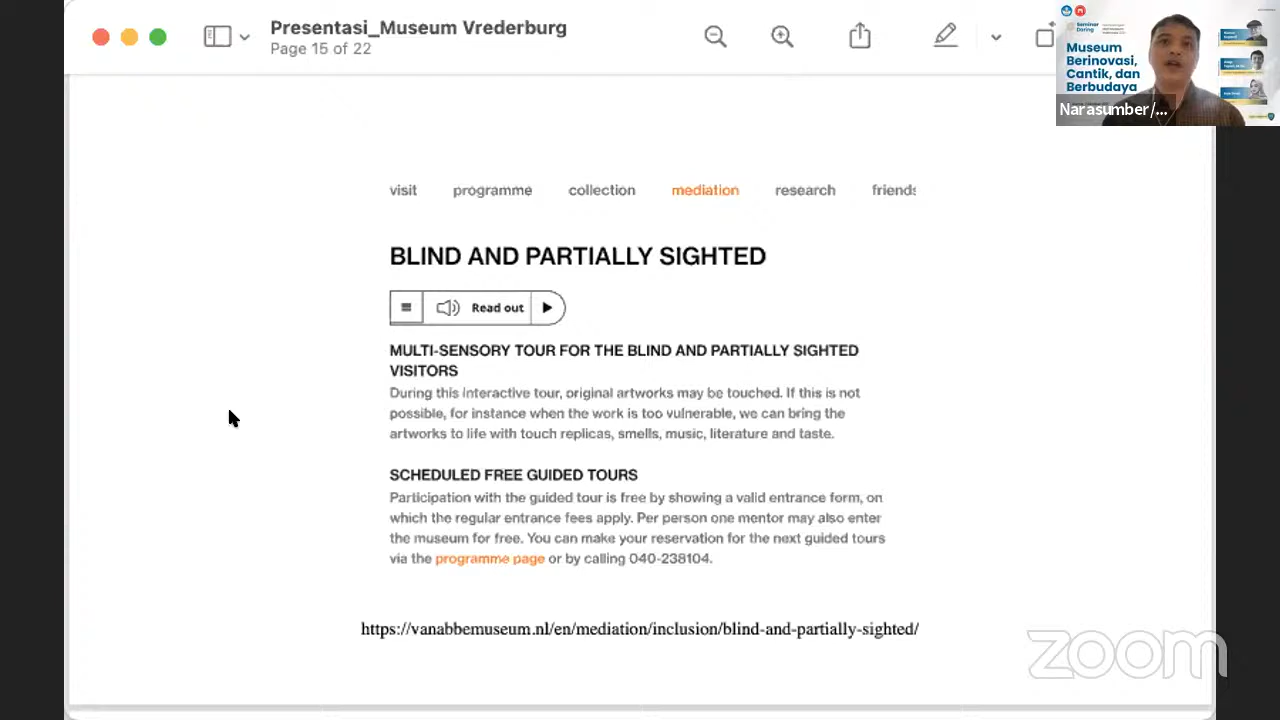 Presentasi_Museum Vrederburg
Page 15 of 22
Seminar
Daring
Museum
Berinovasi,
Cantik, dan
Berbudaya
Narasumber/...
visit programme collection mediation research friends
BLIND AND PARTIALLY SIGHTED
Read out
MULTI-SENSORY TOUR FOR THE BLIND AND PARTIALLY SIGHTED
VISITORS
During this interactive tour, original artworks may be touched. If this is not
possible, for instance when the work is too vulnerable, we can bring the
artworks to life with touch replicas, smells, music, literature and taste.
SCHEDULED FREE GUIDED TOURS
Participation with the guided tour is free by showing a valid entrance form, on
which the regular entrance fees apply. Per person one mentor may also enter
the museum for free. You can make your reservation for the next guided tours
via the programme page or by calling 040-238104.
https://vanabbemuseum.nl/en/mediation/inclusion/blind-and-partially-sighted/
zoom